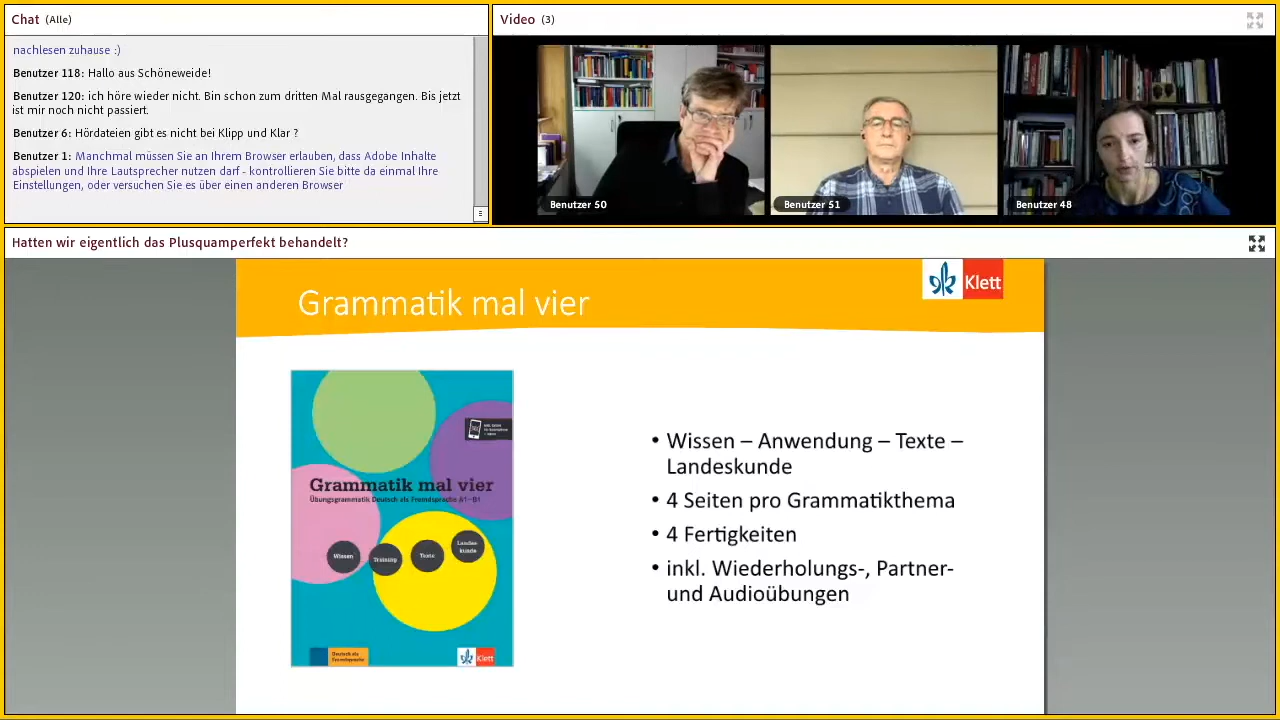 Chat (Alle)
nachlesen zuhause :)
Benutzer 118: Hallo aus Schöneweide!
Benutzer 120: ich höre wieder nicht. Bin schon zum dritten Mal rausgegangen. Bis jetzt
ist mir noch nicht passiert.
Benutzer 6: Hördateien gibt es nicht bei Klipp und Klar ?
Benutzer 1: Manchmal müssen Sie an Ihrem Browser erlauben, dass Adobe Inhalte
abspielen und Ihre Lautsprecher nutzen darf - kontrollieren Sie bitte da einmal Ihre
Einstellungen, oder versuchen Sie es über einen anderen Browser
Video (3)
Benutzer 50
Benutzer 51
Benutzer 48
Hatten wir eigentlich das Plusquamperfekt behandelt?
Grammatik mal vier
Klett
Grammatik mal vier
Übungsgrammatik Deutsch als Fremdsprache A1–B1
Wissen
Training
Texte
Landes
kunde
Deutsch als
Fremdsprache
Klett
• Wissen – Anwendung – Texte –
Landeskunde
• 4 Seiten pro Grammatikthema
• 4 Fertigkeiten
• inkl. Wiederholungs-, Partner-
und Audioübungen